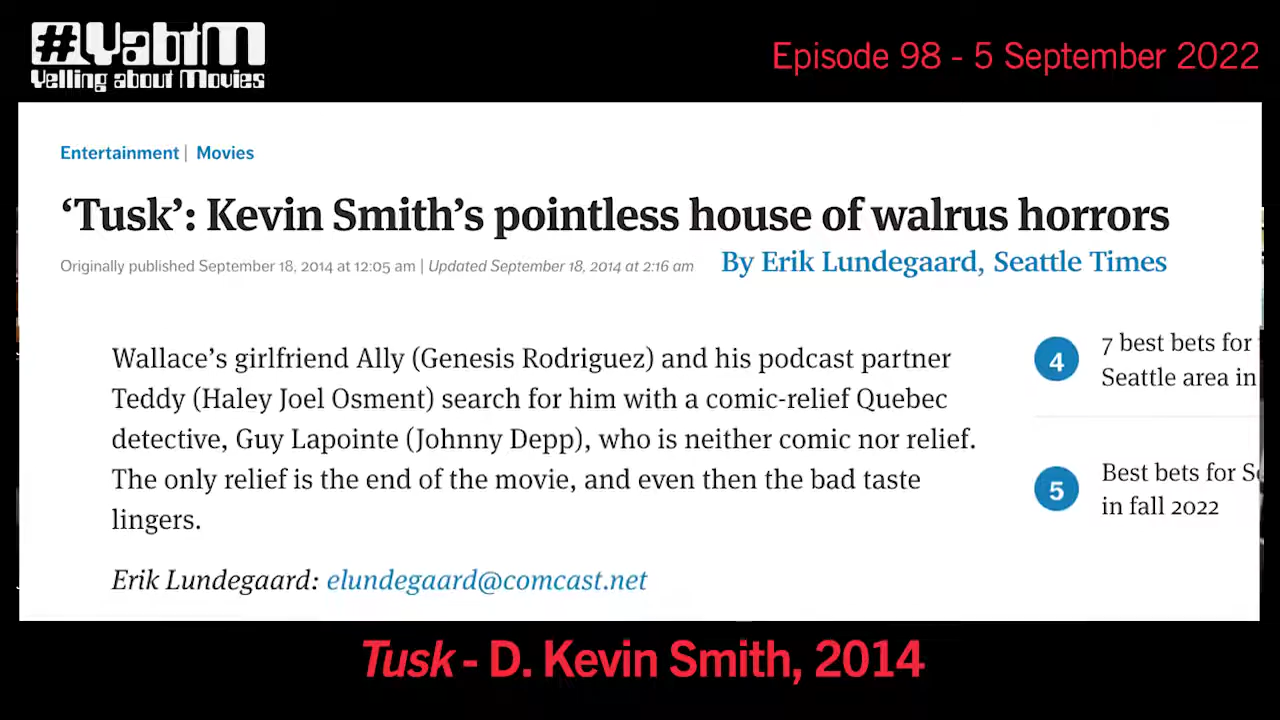 #YabtM
Yelling about Movies
Episode 98 - 5 September 2022
Entertainment | Movies
‘Tusk’: Kevin Smith’s pointless house of walrus horrors
Originally published September 18, 2014 at 12:05 am | Updated September 18, 2014 at 2:16 am
By Erik Lundegaard, Seattle Times
Wallace’s girlfriend Ally (Genesis Rodriguez) and his podcast partner
Teddy (Haley Joel Osment) search for him with a comic-relief Quebec
detective, Guy Lapointe (Johnny Depp), who is neither comic nor relief.
The only relief is the end of the movie, and even then the bad taste
lingers.
Erik Lundegaard: elundegaard@comcast.net
4
7 best bets for
Seattle area in
5
Best bets for
in fall 2022
Tusk - D. Kevin Smith, 2014